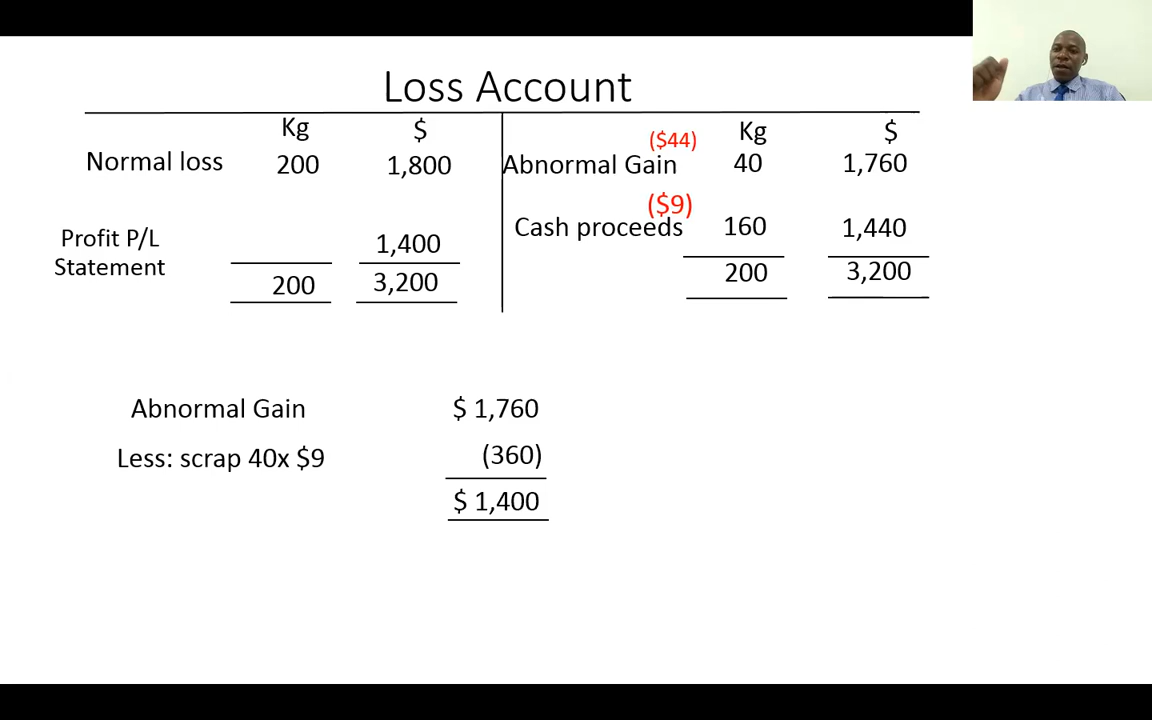 Loss Account
Kg $ Kg $
Normal loss 200 1,800 Abnormal Gain ($44) 40 1,760
Profit P/L Statement 1,400 Cash proceeds ($9) 160 1,440
200 3,200 200 3,200
Abnormal Gain $ 1,760
Less: scrap 40x $9 (360)
$ 1,400